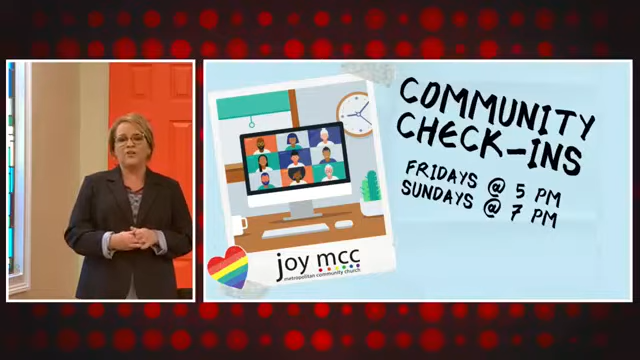 COMMUNITY
CHECK-INS
FRIDAYS @ 5 PM
SUNDAYS @ 7 PM
joy mcc
metropolitan community church